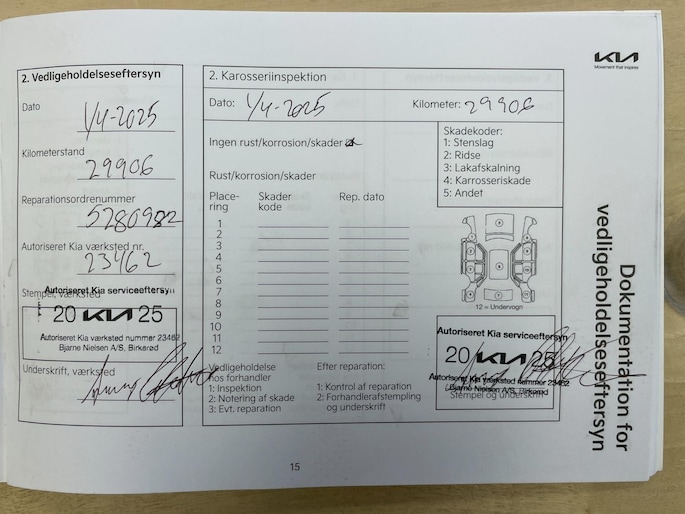 KIA
Movement that inspires
Dokumentation for
vedligeholdelseseftersyn
2. Vedligeholdelseseftersyn
Dato
1/4-2025
Kilometerstand
29906
Reparationsordrenummer
5280982
Autoriseret Kia værksted nr.
23462
Stempel, værksted
Autoriseret Kia serviceeftersyn
20 KIA 25
Autoriseret Kia værksted nummer 23462
Bjarne Nielsen A/S, Birkerød
Underskrift, værksted
2. Karosseriinspektion
Dato: 1/4-2025
Kilometer: 29906
Ingen rust/korrosion/skader
Rust/korrosion/skader
Skadekoder:
1: Stenslag
2: Ridse
3: Lakafskalning
4: Karrosseriskade
5: Andet
Place-
ring
Skader
kode
Rep. dato
1
2
3
4
5
6
7
8
9
10
11
12
12 = Undervogn
Vedligeholdelse
hos forhandler
1: Inspektion
2: Notering af skade
3: Evt. reparation
Efter reparation:
1: Kontrol af reparation
2: Forhandlerafstempling
og underskrift
Autoriseret Kia serviceeftersyn
20 KIA 25
Autoriseret Kia værksted nummer 23462
Bjarne Nielsen A/S, Birkerød
Stempel og underskrift
15